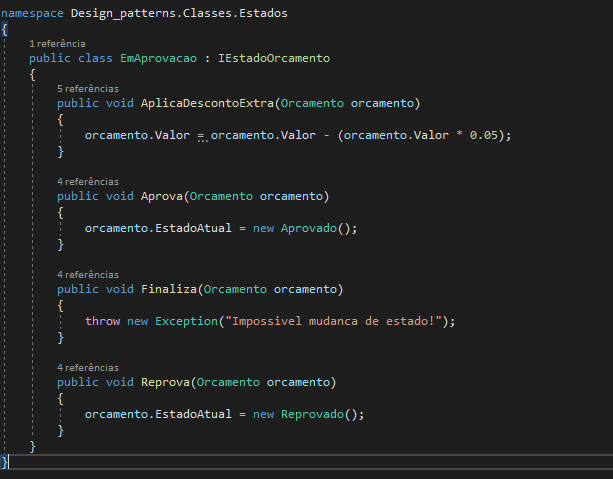 namespace Design_patterns.Classes.Estados
{
1 referência
public class EmAprovacao : IEstadoOrcamento
{
5 referências
public void AplicaDescontoExtra(Orcamento orcamento)
{
orcamento.Valor = orcamento.Valor - (orcamento.Valor * 0.05);
}
4 referências
public void Aprova(Orcamento orcamento)
{
orcamento.EstadoAtual = new Aprovado();
}
4 referências
public void Finaliza(Orcamento orcamento)
{
throw new Exception("Impossivel mudanca de estado!");
}
4 referências
public void Reprova(Orcamento orcamento)
{
orcamento.EstadoAtual = new Reprovado();
}
}
}